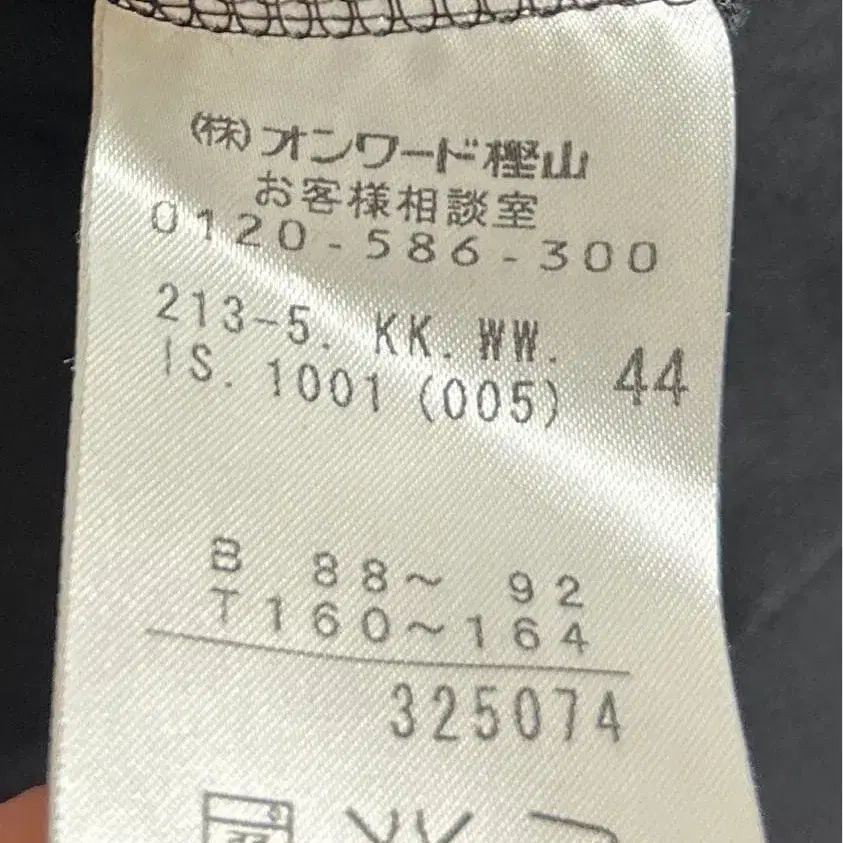 (株)オンワード樫山
お客様相談室
0120-586-300
213-5. KK. WW.
IS. 1001 (005) 44
B 88~ 92
T160~164
325074